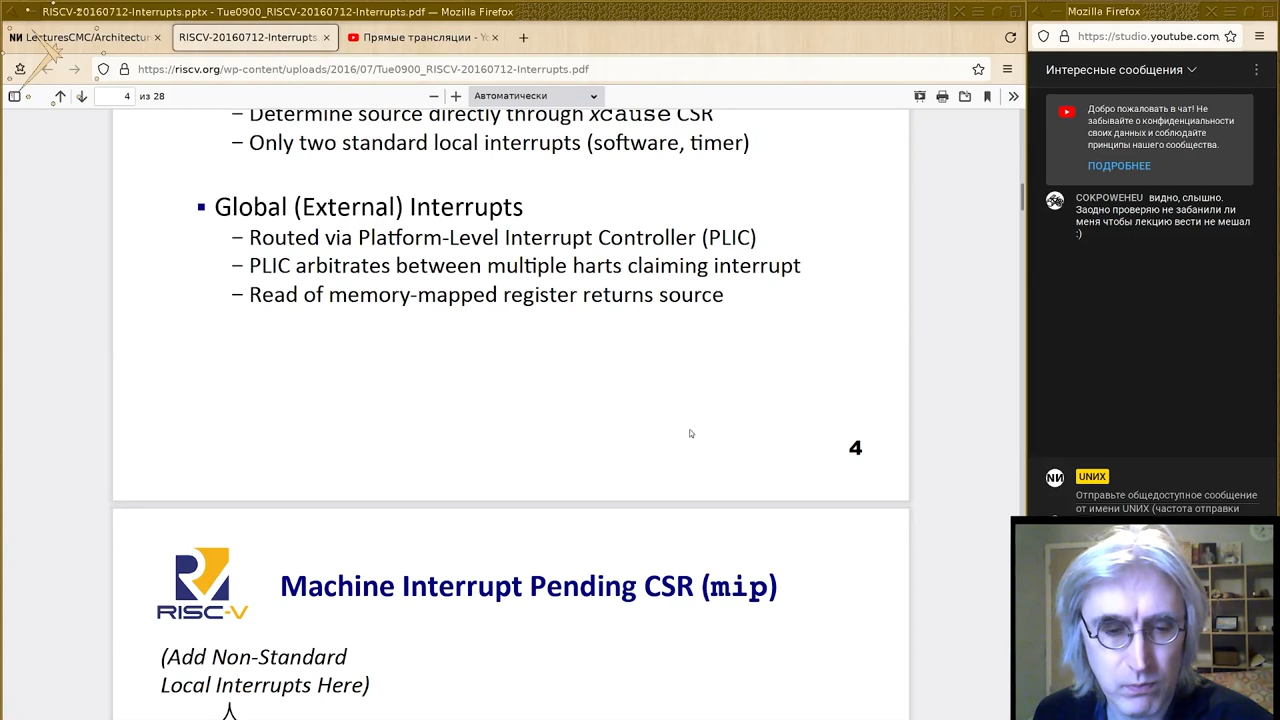 RISCV-20160712-Interrupts.pptx - Tue0900_RISCV-20160712-Interrupts.pdf — Mozilla Firefox
Mozilla Firefox
LecturesCMC/Architectur
RISCV-20160712-Interrupts.
Прямые трансляции - Yo
https://studio.youtube.com
https://riscv.org/wp-content/uploads/2016/07/Tue0900_RISCV-20160712-Interrupts.pdf
4 из 28
Автоматически
– Determine source directly through xcause CSR
– Only two standard local interrupts (software, timer)
▪ Global (External) Interrupts
– Routed via Platform-Level Interrupt Controller (PLIC)
– PLIC arbitrates between multiple harts claiming interrupt
– Read of memory-mapped register returns source
4
RISC-V
Machine Interrupt Pending CSR (mip)
(Add Non-Standard
Local Interrupts Here)
Интересные сообщения
Добро пожаловать в чат! Не
забывайте о конфиденциальности
своих данных и соблюдайте
принципы нашего сообщества.
ПОДРОБНЕЕ
COKPOWEHEU видно, слышно.
Заодно проверяю не забанили ли
меня чтобы лекцию вести не мешал
:)
UNИX
Отправьте общедоступное сообщение
от имени UNИX (частота отправки